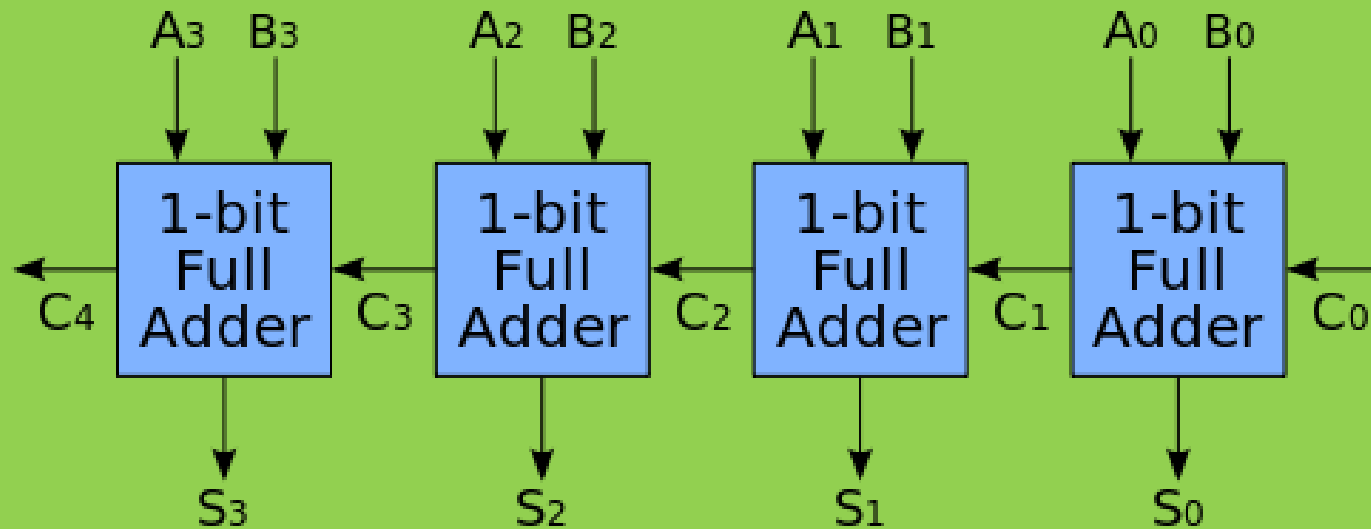 A3 B3 A2 B2 A1 B1 A0 B0
1-bit 1-bit 1-bit 1-bit
Full Full Full Full
Adder Adder Adder Adder
C4 C3 C2 C1 C0
S3 S2 S1 S0